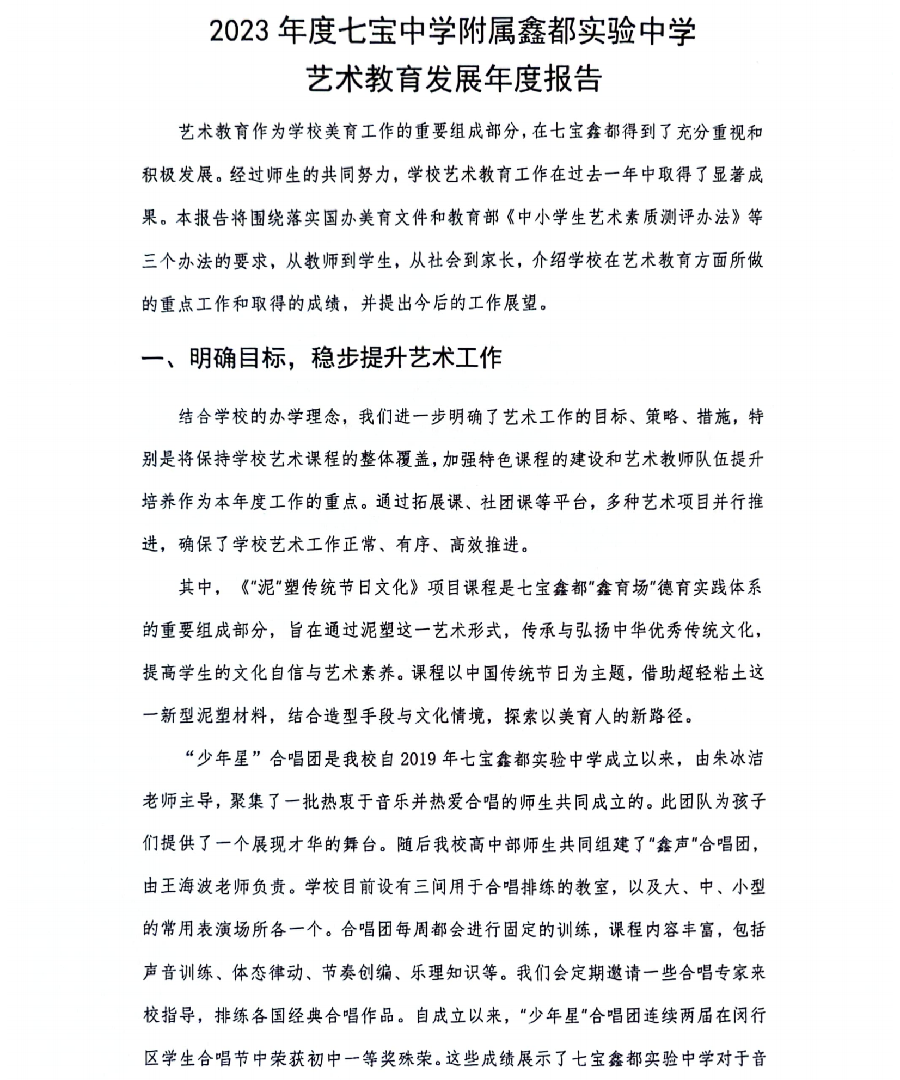 2023 年度七宝中学附属鑫都实验中学
艺术教育发展年度报告
艺术教育作为学校美育工作的重要组成部分，在七宝鑫都得到了充分重视和
积极发展。经过师生的共同努力，学校艺术教育工作在过去一年中取得了显著成
果。本报告将围绕落实国办美育文件和教育部《中小学生艺术素质测评办法》等
三个办法的要求，从教师到学生，从社会到家长，介绍学校在艺术教育方面所做
的重点工作和取得的成绩，并提出今后的工作展望。
一、明确目标，稳步提升艺术工作
结合学校的办学理念，我们进一步明确了艺术工作的目标、策略、措施，特
别是将保持学校艺术课程的整体覆盖，加强特色课程的建设和艺术教师队伍提升
培养作为本年度工作的重点。通过拓展课、社团课等平台，多种艺术项目并行推
进，确保了学校艺术工作正常、有序、高效推进。
其中，《“泥”塑传统节日文化》项目课程是七宝鑫都“鑫育场”德育实践体系
的重要组成部分，旨在通过泥塑这一艺术形式，传承与弘扬中华优秀传统文化，
提高学生的文化自信与艺术素养。课程以中国传统节日为主题，借助超轻粘土这
一新型泥塑材料，结合造型手段与文化情境，探索以美育人的新路径。
“少年星”合唱团是我校自 2019 年七宝鑫都实验中学成立以来，由朱冰洁
老师主导，聚集了一批热衷于音乐并热爱合唱的师生共同成立的。此团队为孩子
们提供了一个展现才华的舞台。随后我校高中部师生共同组建了“鑫声”合唱团，
由王海波老师负责。学校目前设有三间用于合唱排练的教室，以及大、中、小型
的常用表演场所各一个。合唱团每周都会进行固定的训练，课程内容丰富，包括
声音训练、体态律动、节奏创编、乐理知识等。我们会定期邀请一些合唱专家来
校指导，排练各国经典合唱作品。自成立以来，“少年星”合唱团连续两届在闵行
区学生合唱节中荣获初中一等奖殊荣。这些成绩展示了七宝鑫都实验中学对于音